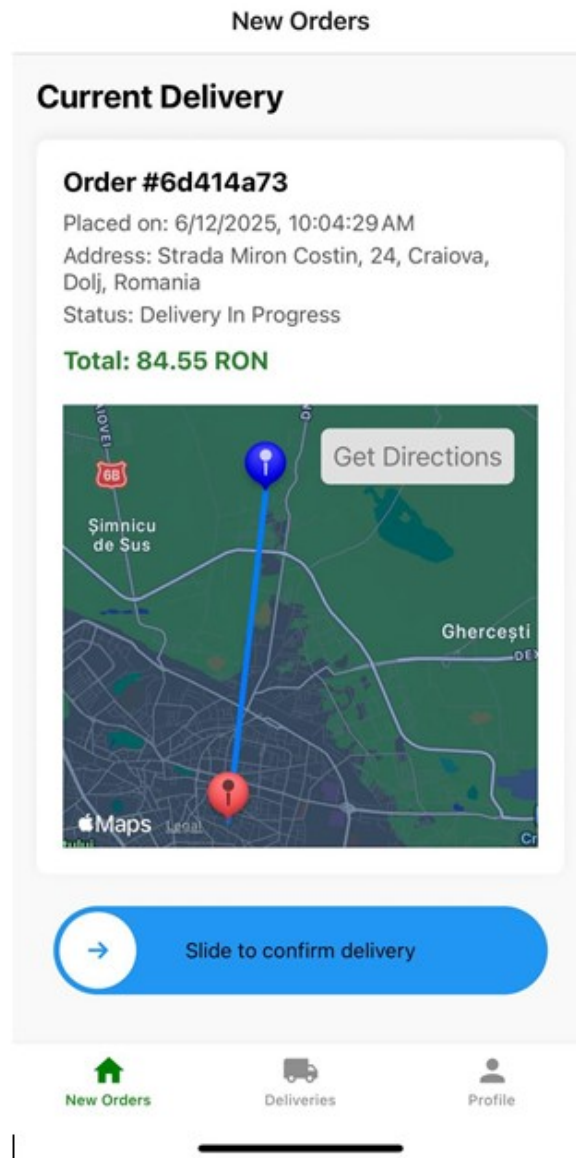 New Orders
Current Delivery
Order #6d414a73
Placed on: 6/12/2025, 10:04:29 AM
Address: Strada Miron Costin, 24, Craiova,
Dolj, Romania
Status: Delivery In Progress
Total: 84.55 RON
Get Directions
6B
Șimnicu
de Sus
Ghercești
Maps
Legal
Slide to confirm delivery
New Orders
Deliveries
Profile